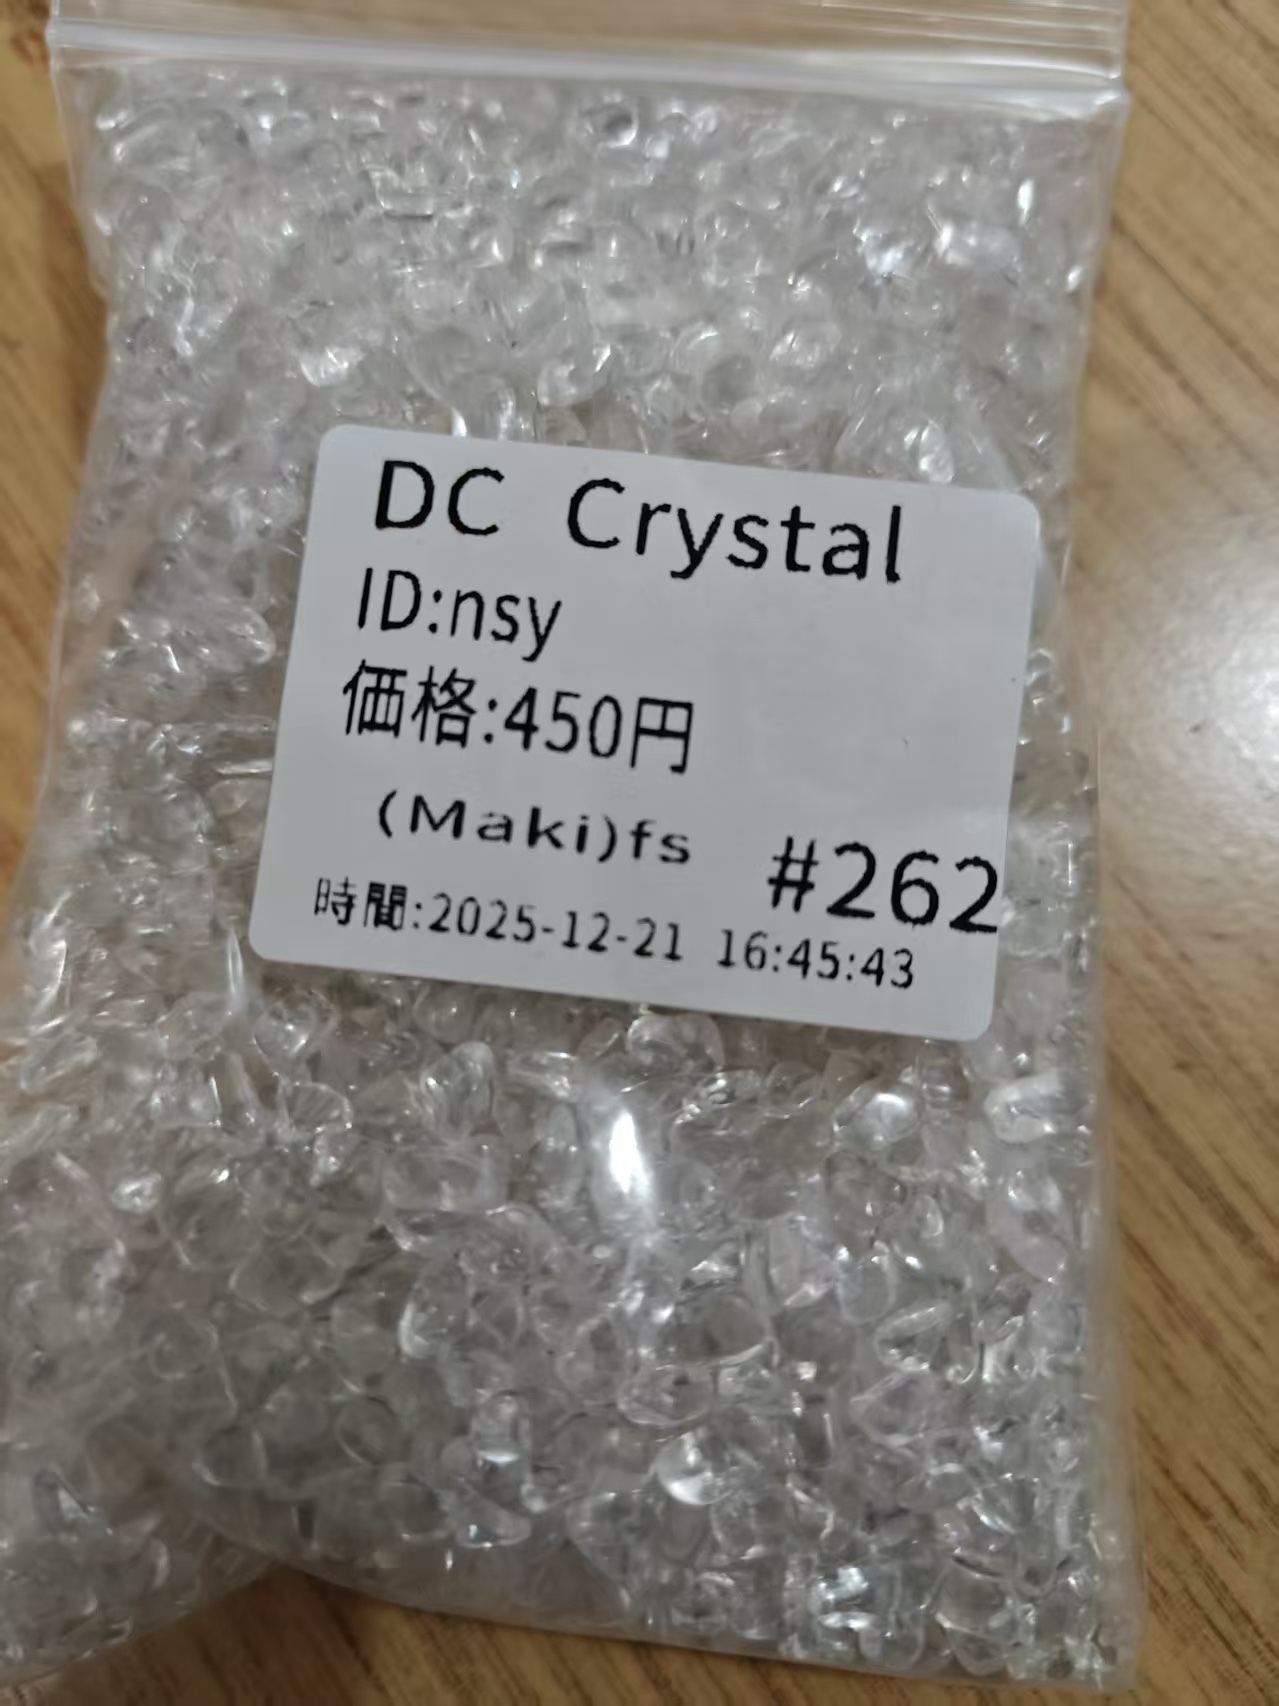 DC Crystal
ID:nsy
価格:450円
(Maki)fs #262
時間:2025-12-21 16:45:43